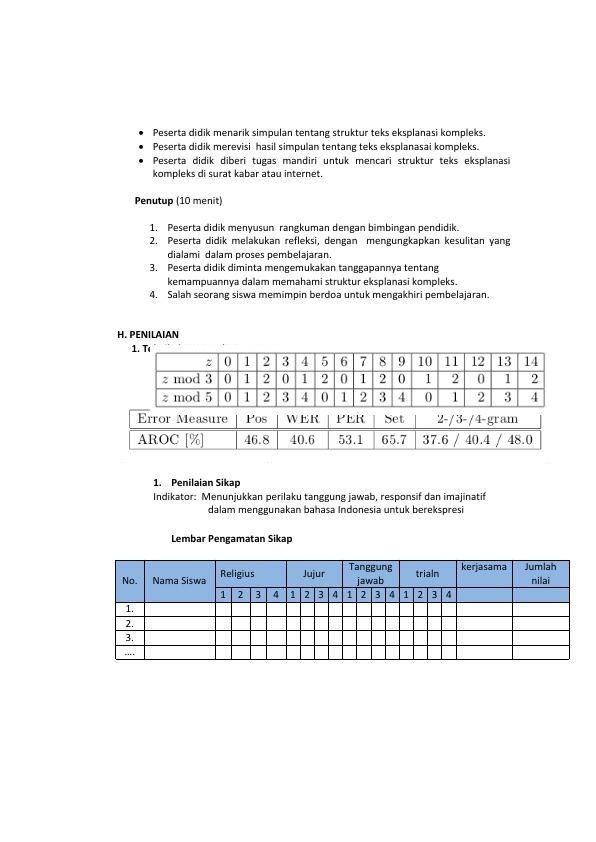 • Peserta didik menarik simpulan tentang struktur teks eksplanasi kompleks.
• Peserta didik merevisi hasil simpulan tentang teks eksplanasai kompleks.
• Peserta didik diberi tugas mandiri untuk mencari struktur teks eksplanasi
kompleks di surat kabar atau internet.
Penutup (10 menit)
1. Peserta didik menyusun rangkuman dengan bimbingan pendidik.
2. Peserta didik melakukan refleksi, dengan mengungkapkan kesulitan yang
dialami dalam proses pembelajaran.
3. Peserta didik diminta mengemukakan tanggapannya tentang
kemampuannya dalam memahami struktur eksplanasi kompleks.
4. Salah seorang siswa memimpin berdoa untuk mengakhiri pembelajaran.
H. PENILAIAN
1.
z 0 1 2 3 4 5 6 7 8 9 10 11 12 13 14
z mod 3 0 1 2 0 1 2 0 1 2 0 1 2 0 1 2
z mod 5 0 1 2 3 4 0 1 2 3 4 0 1 2 3 4
Error Measure Pos WER PER Set 2-/3-/4-gram
AROC [%] 46.8 40.6 53.1 65.7 37.6 / 40.4 / 48.0
1. Penilaian Sikap
Indikator: Menunjukkan perilaku tanggung jawab, responsif dan imajinatif
dalam menggunakan bahasa Indonesia untuk berekspresi
Lembar Pengamatan Sikap
No. Nama Siswa Religius Jujur Tanggung jawab trialn kerjasama Jumlah nilai
1 2 3 4 1 2 3 4 1 2 3 4 1 2 3 4
1.
2.
3.
....